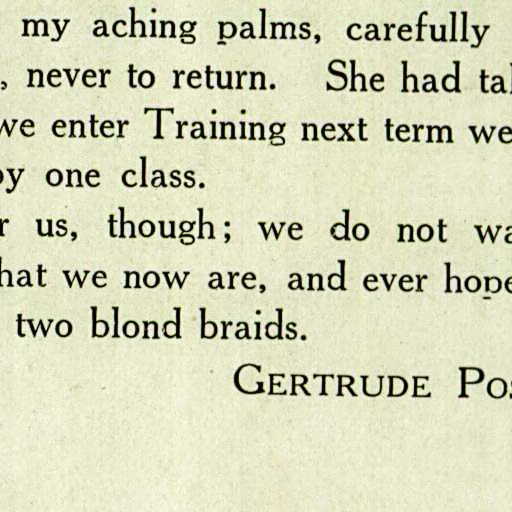 my aching palms, carefully
, never to return. She had tal
we enter Training next term we
by one class.
r us, though; we do not wa
hat we now are, and ever hope
two blond braids.
GERTRUDE POS